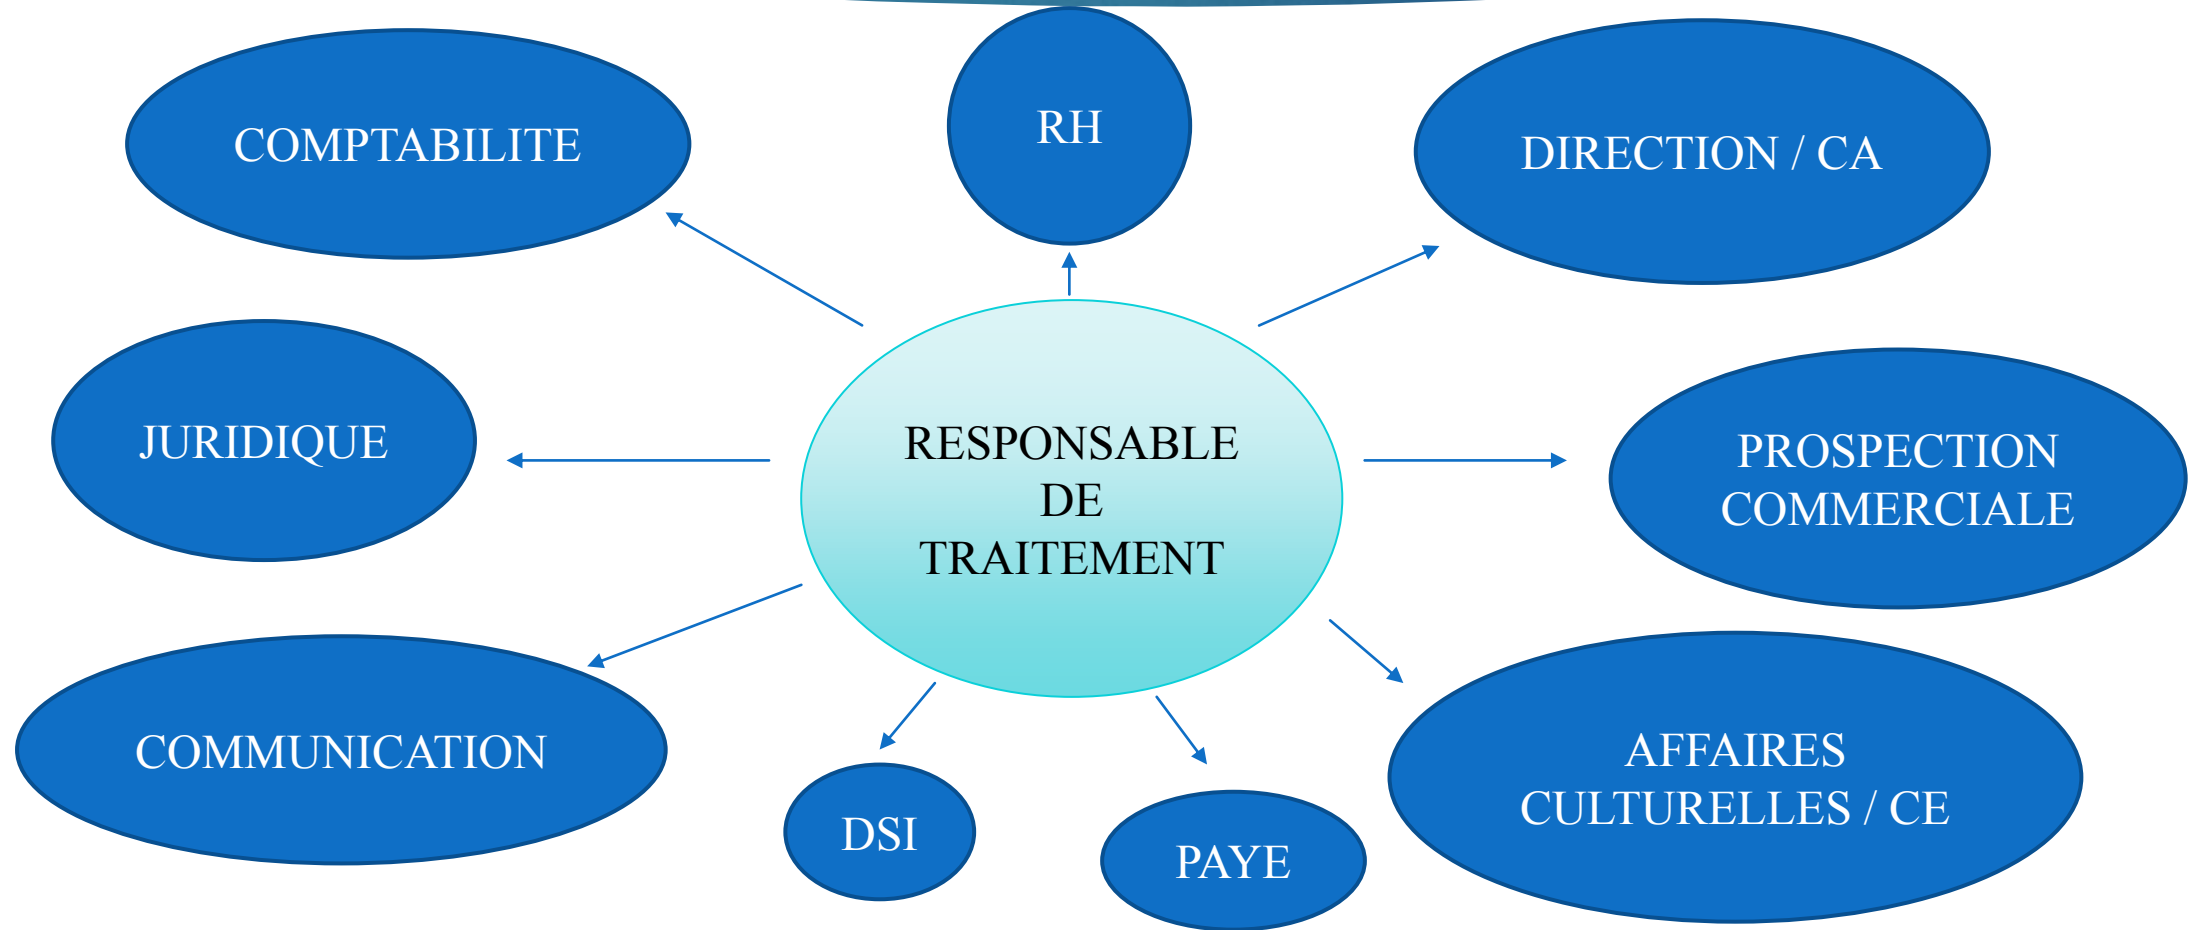 RH
COMPTABILITE
DIRECTION / CA
JURIDIQUE
RESPONSABLE
DE
TRAITEMENT
PROSPECTION
COMMERCIALE
COMMUNICATION
DSI
PAYE
AFFAIRES
CULTURELLES / CE